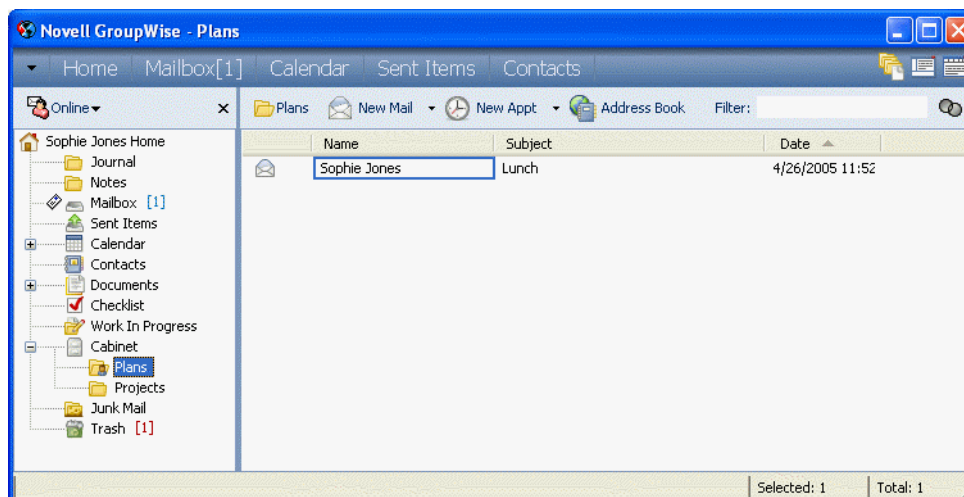 Novell GroupWise - Plans
Home Mailbox[1] Calendar Sent Items Contacts
Online Plans New Mail New Appt Address Book Filter:
Name Subject Date
Sophie Jones Lunch 4/26/2005 11:52
Sophie Jones Home
Journal
Notes
Mailbox [1]
Sent Items
Calendar
Contacts
Documents
Checklist
Work In Progress
Cabinet
Plans
Projects
Junk Mail
Trash [1]
Selected: 1 Total: 1